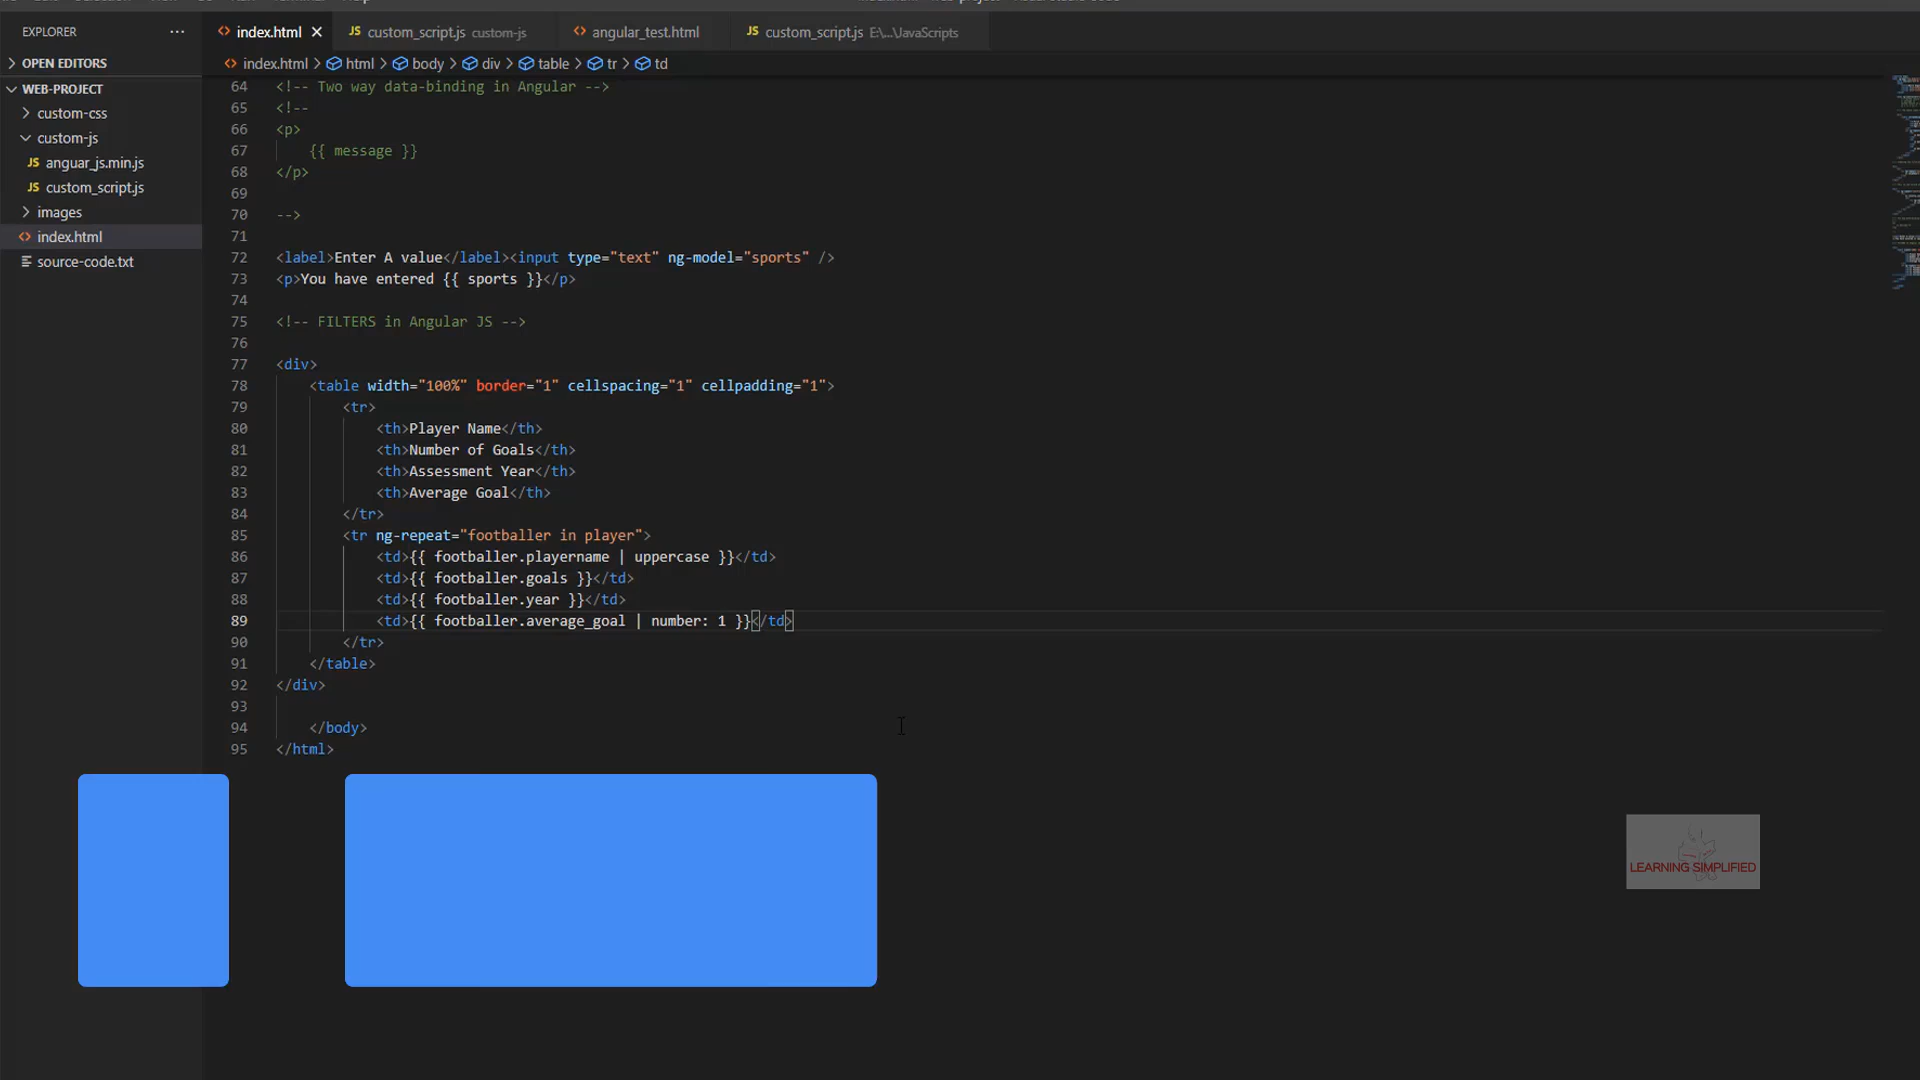 EXPLORER
index.html
JS custom_script.js custom-js
angular_test.html
JS custom_script.js E:\...\JavaScripts
OPEN EDITORS
index.html > html > body > div > table > tr > td
WEB-PROJECT
custom-css
custom-js
JS anguar_js.min.js
JS custom_script.js
images
index.html
source-code.txt
64 <!-- Two way data-binding in Angular -->
65 <!--
66 <p>
67 {{ message }}
68 </p>
69
70 -->
71
72 <label>Enter A value</label><input type="text" ng-model="sports" />
73 <p>You have entered {{ sports }}</p>
74
75 <!-- FILTERS in Angular JS -->
76
77 <div>
78 <table width="100%" border="1" cellspacing="1" cellpadding="1">
79 <tr>
80 <th>Player Name</th>
81 <th>Number of Goals</th>
82 <th>Assessment Year</th>
83 <th>Average Goal</th>
84 </tr>
85 <tr ng-repeat="footballer in player">
86 <td>{{ footballer.playername | uppercase }}</td>
87 <td>{{ footballer.goals }}</td>
88 <td>{{ footballer.year }}</td>
89 <td>{{ footballer.average_goal | number: 1 }}</td>
90 </tr>
91 </table>
92 </div>
93
94 </body>
95 </html>
LEARNING SIMPLIFIED